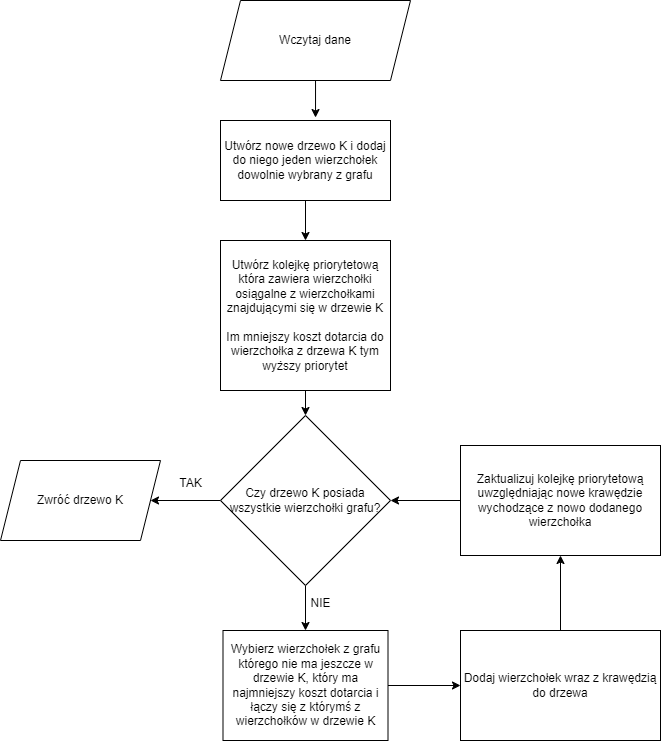 Wczytaj dane
Utwórz nowe drzewo K i dodaj
do niego jeden wierzchołek
dowolnie wybrany z grafu
Utwórz kolejkę priorytetową
która zawiera wierzchołki
osiągalne z wierzchołkami
znajdującymi się w drzewie K
Im mniejszy koszt dotarcia do
wierzchołka z drzewa K tym
wyższy priorytet
Czy drzewo K posiada
wszystkie wierzchołki grafu?
TAK
Zwróć drzewo K
NIE
Wybierz wierzchołek z grafu
którego nie ma jeszcze w
drzewie K, który ma
najmniejszy koszt dotarcia i
łączy się z którymś z
wierzchołków w drzewie K
Dodaj wierzchołek wraz z krawędzią
do drzewa
Zaktualizuj kolejkę priorytetową
uwzględniając nowe krawędzie
wychodzące z nowo dodanego
wierzchołka